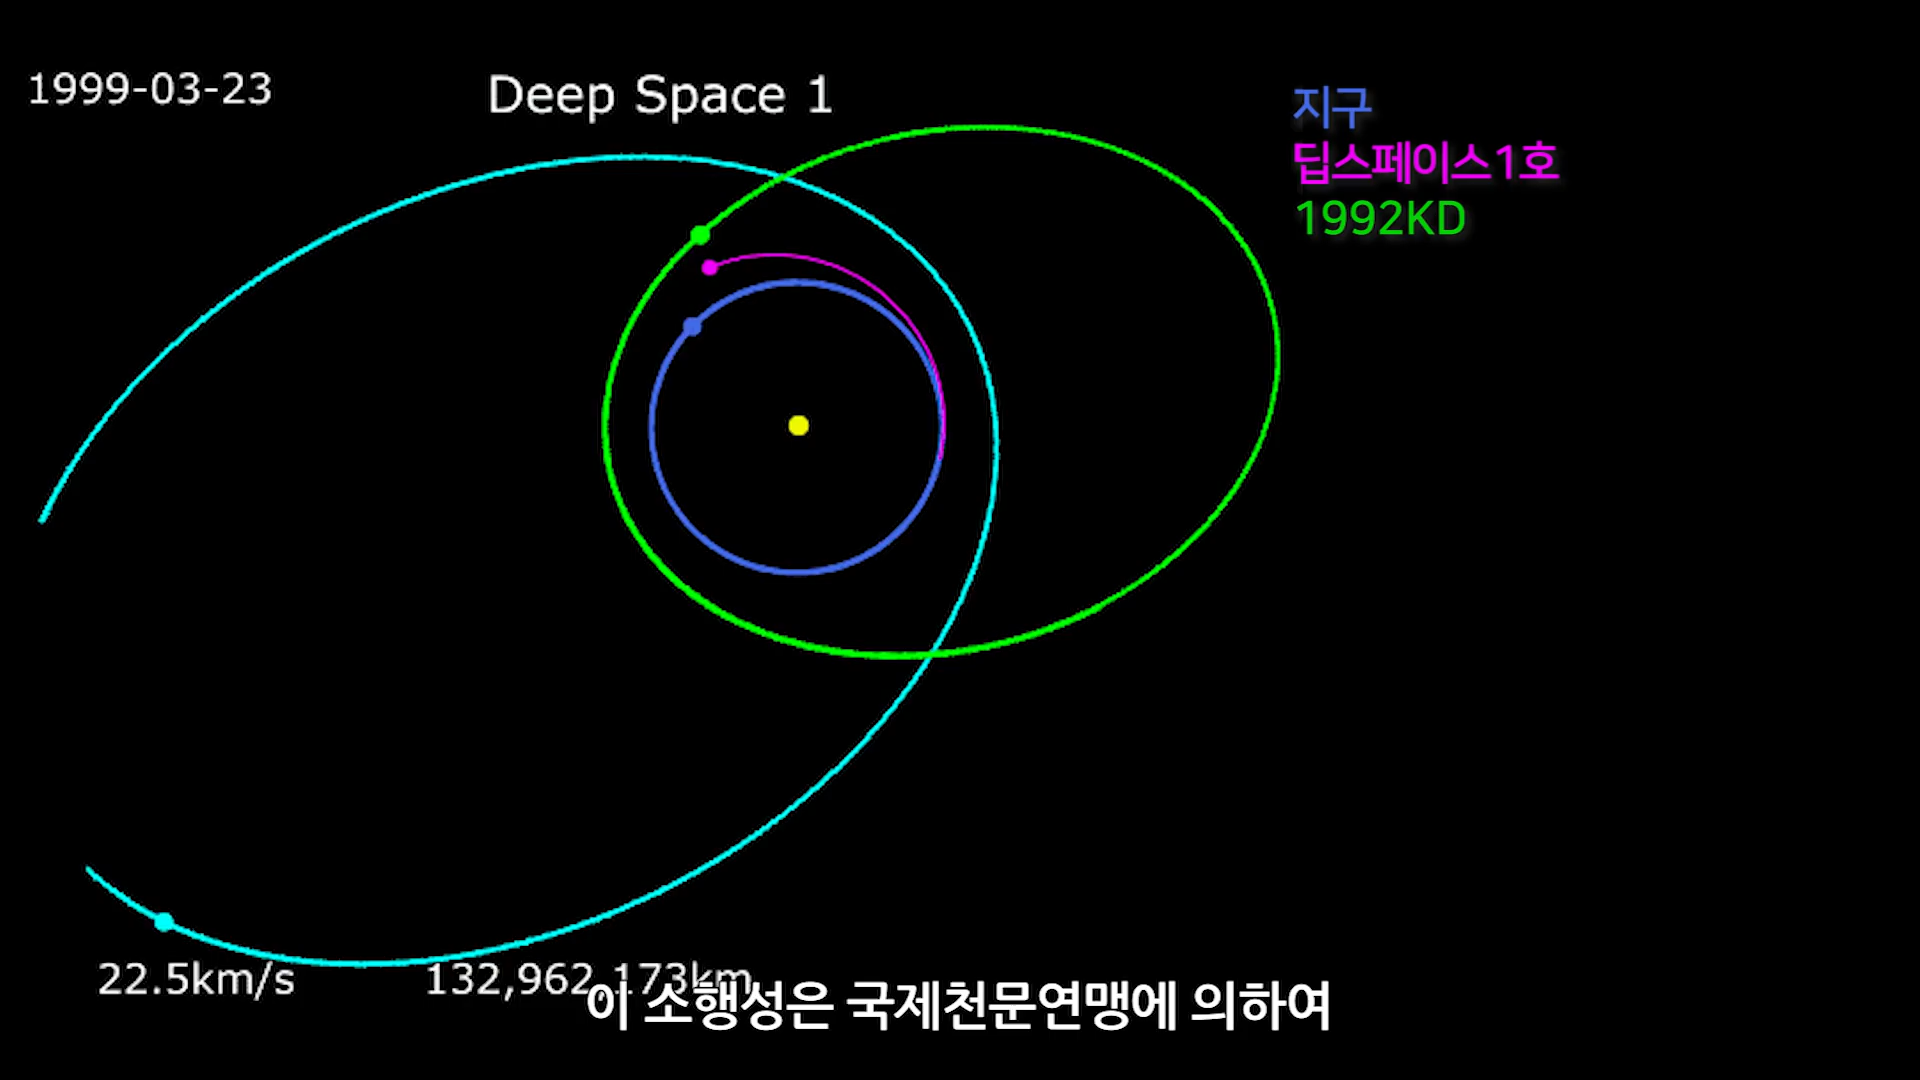 1999-03-23
Deep Space 1
지구
딥스페이스1호
1992KD
22.5km/s
132,962,173km
이 소행성은 국제천문연맹에 의하여